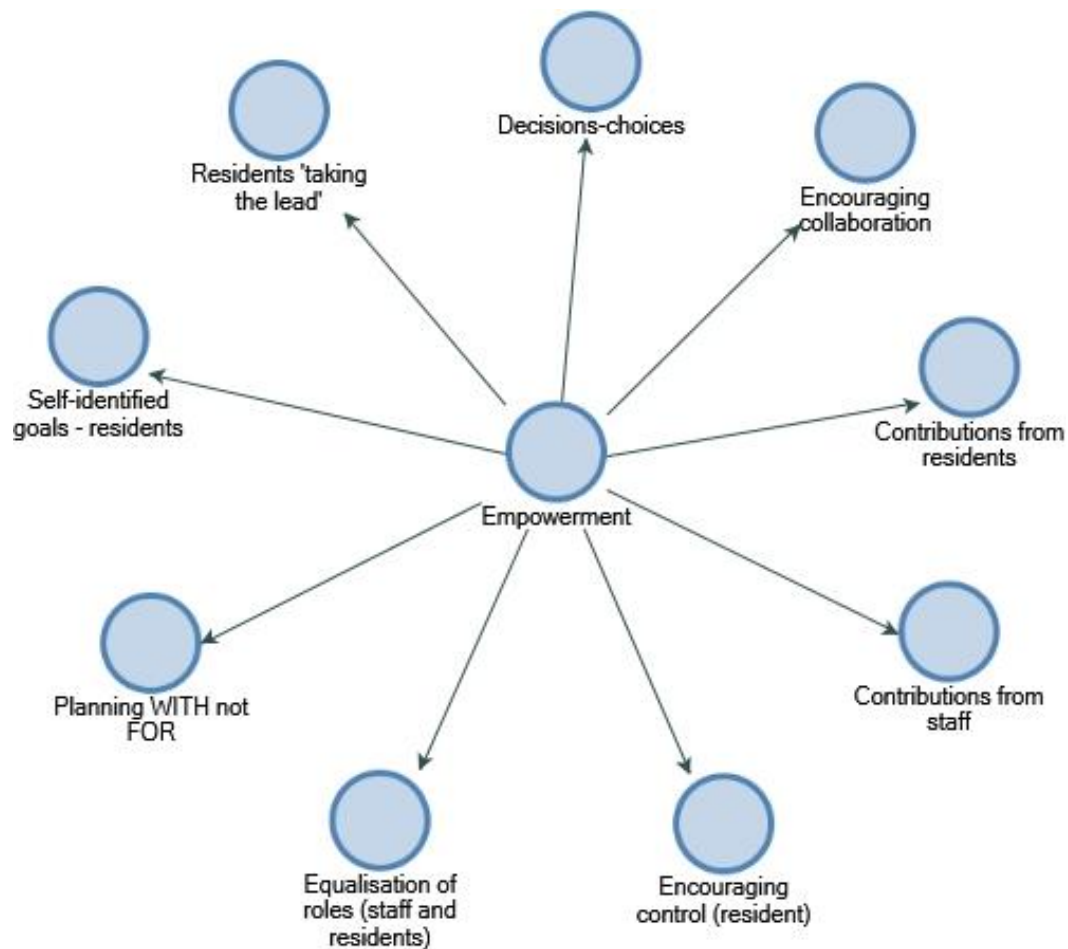 Decisions-choices
Residents 'taking
the lead'
Encouraging
collaboration
Self-identified
goals - residents
Contributions from
residents
Empowerment
Planning WITH not
FOR
Contributions from
staff
Equalisation of
roles (staff and
residents)
Encouraging
control (resident)